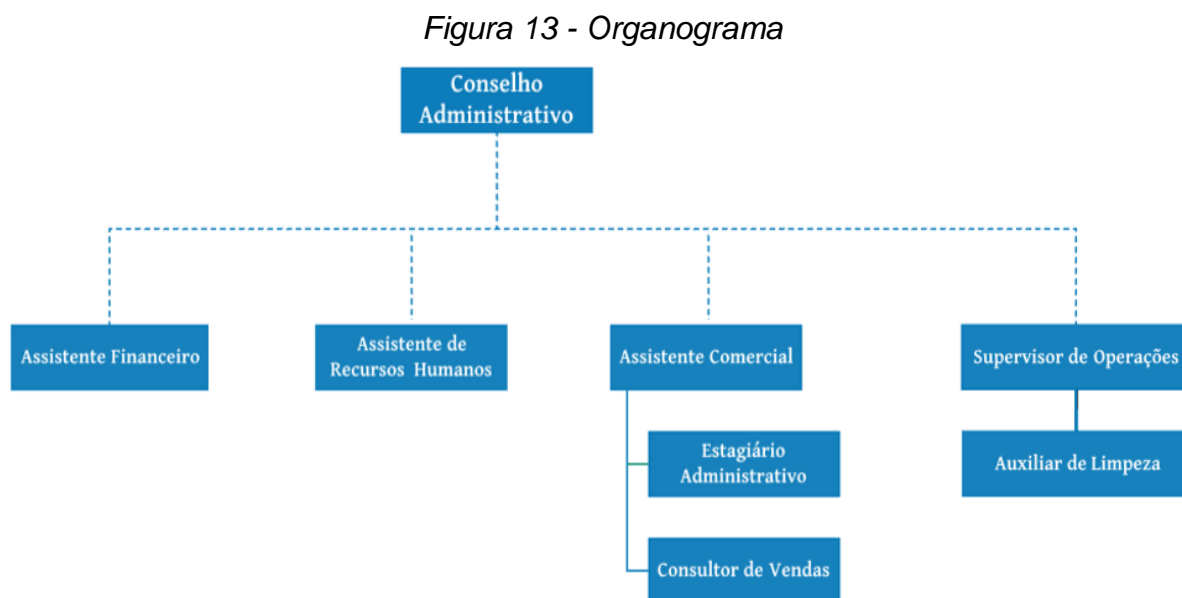 Figura 13 - Organograma
Conselho
Administrativo
Assistente Financeiro
Assistente de
Recursos Humanos
Assistente Comercial
Supervisor de Operações
Estagiário
Administrativo
Auxiliar de Limpeza
Consultor de Vendas